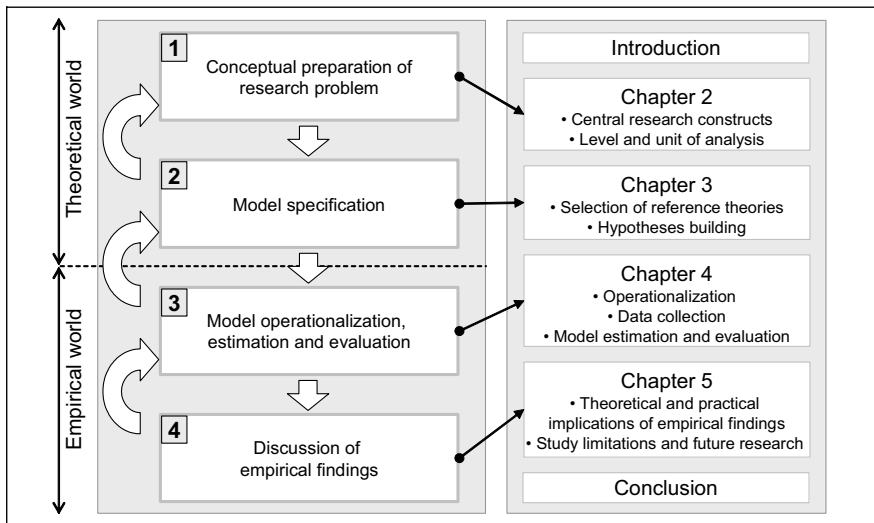 Theoretical world
Empirical world
1
Conceptual preparation of
research problem
2
Model specification
3
Model operationalization,
estimation and evaluation
4
Discussion of
empirical findings
Introduction
Chapter 2
• Central research constructs
• Level and unit of analysis
Chapter 3
• Selection of reference theories
• Hypotheses building
Chapter 4
• Operationalization
• Data collection
• Model estimation and evaluation
Chapter 5
• Theoretical and practical
implications of empirical findings
• Study limitations and future research
Conclusion